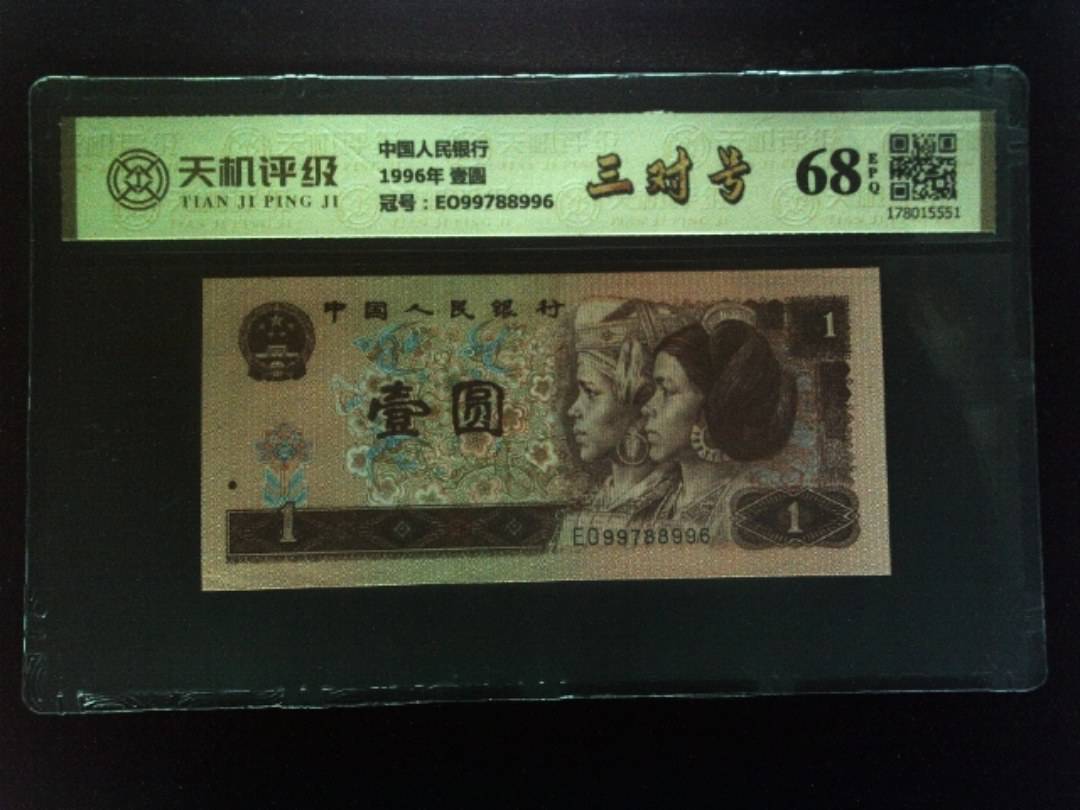 天机评级
TIAN JI PING JI
中国人民银行
1996年 壹圆
冠号：EO99788996
三对号
68
EPQ
178015551
中国人民银行
壹圆
1
1
1
EO99788996